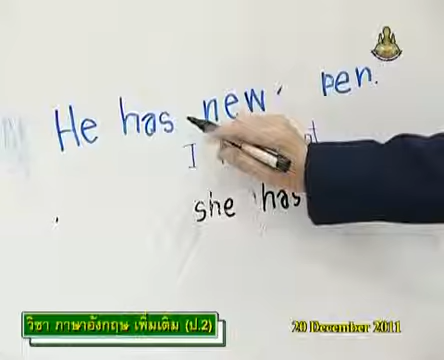 He has new pen.
I
she has
วิชา ภาษาอังกฤษ เพิ่มเติม (ป.2)
20 December 2011